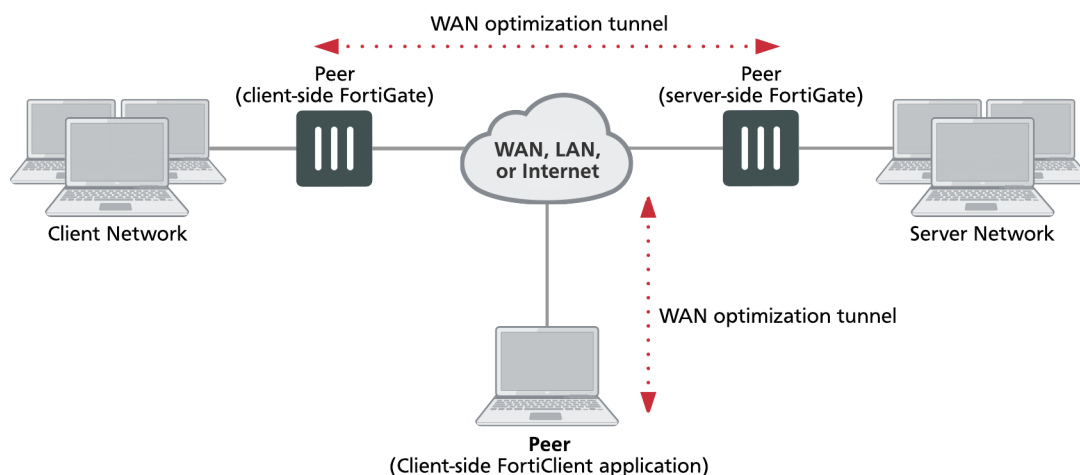 WAN optimization tunnel
Peer
(client-side FortiGate)
Peer
(server-side FortiGate)
WAN, LAN,
or Internet
Client Network
Server Network
WAN optimization tunnel
Peer
(Client-side FortiClient application)